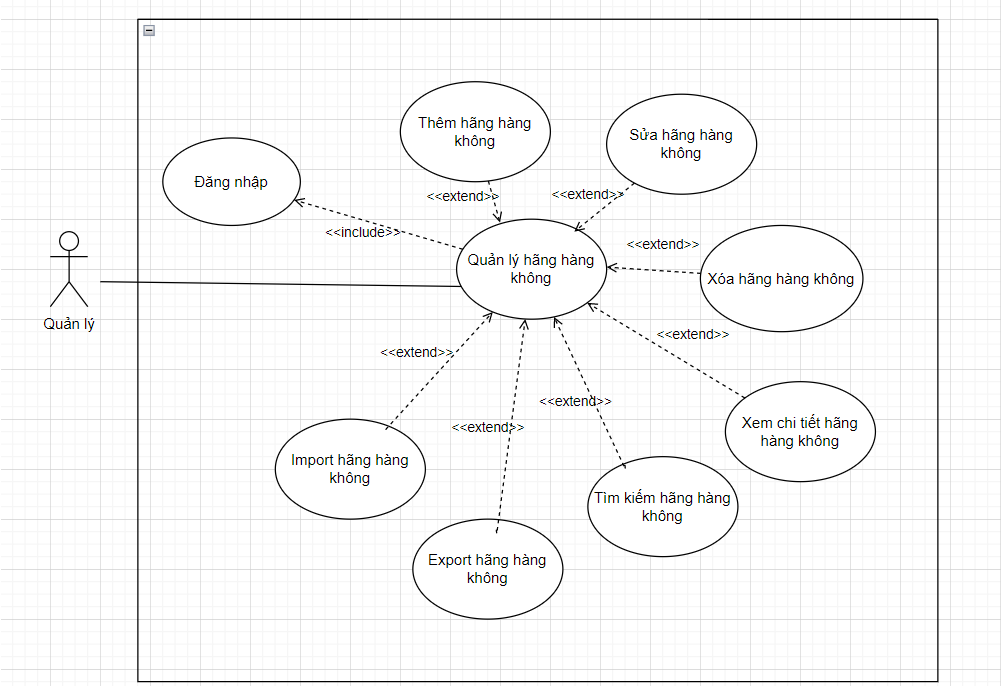 Thêm hãng hàng
không
Sửa hãng hàng
không
Đăng nhập
<<extend>>
<<extend>>
<<include>>
<<extend>>
Quản lý hãng hàng
không
Xóa hãng hàng không
Quản lý
<<extend>>
<<extend>>
<<extend>>
<<extend>>
Xem chi tiết hãng
hàng không
Import hãng hàng
không
Tìm kiếm hãng hàng
không
Export hãng hàng
không